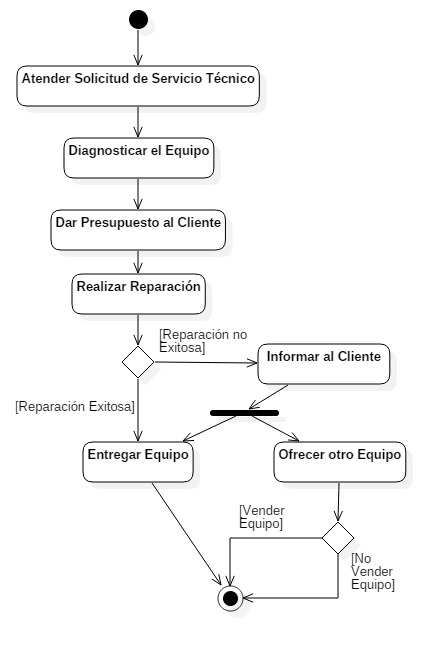 Atender Solicitud de Servicio Técnico
Diagnosticar el Equipo
Dar Presupuesto al Cliente
Realizar Reparación
[Reparación no
Exitosa]
Informar al Cliente
[Reparación Exitosa]
Entregar Equipo
Ofrecer otro Equipo
[Vender
Equipo]
[No
Vender
Equipo]